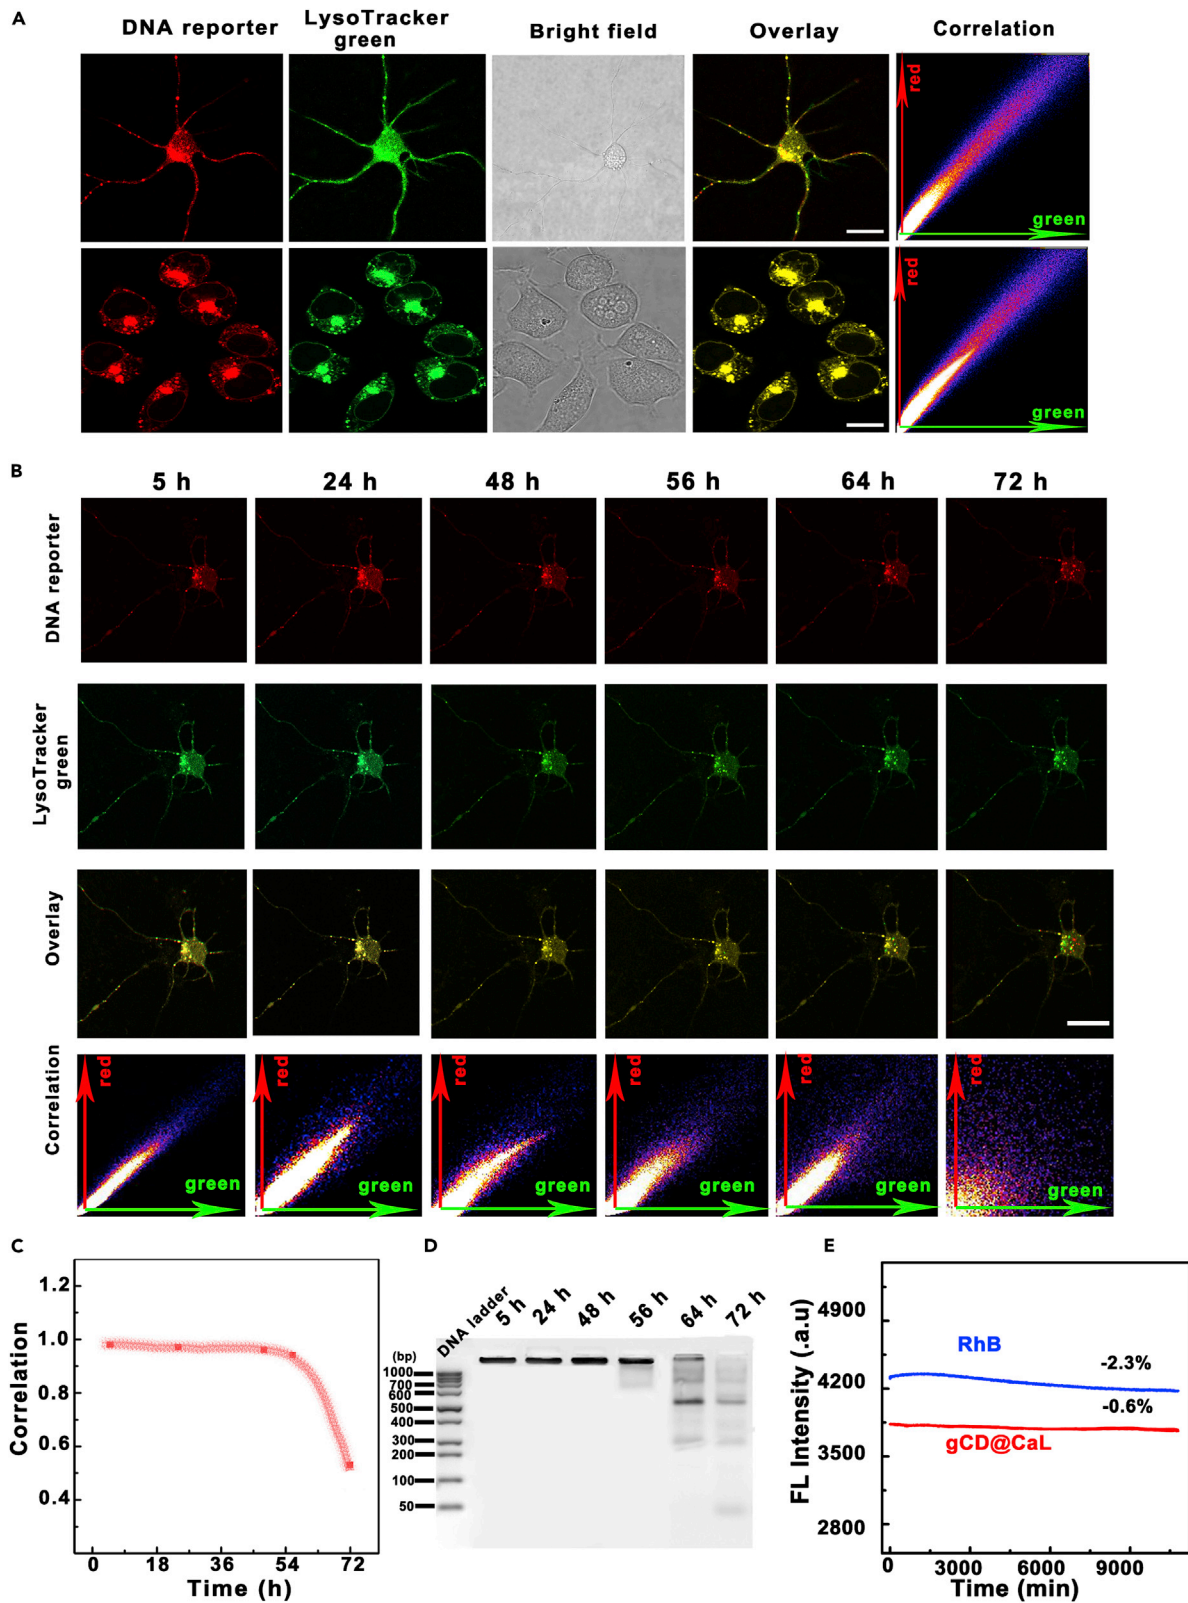 A
DNA reporter
LysoTracker
green
Bright field
Overlay
Correlation
red
green
red
green
B
5 h
24 h
48 h
56 h
64 h
72 h
DNA reporter
LysoTracker
green
Overlay
Correlation
red
green
red
green
red
green
red
green
red
green
red
green
C
Correlation
1.2
1.0
0.8
0.6
0.4
0
18
36
54
72
Time (h)
D
DNA ladder
5 h
24 h
48 h
56 h
64 h
72 h
(bp)
1000
700
600
500
400
300
200
100
50
E
FL Intensity (.a.u)
4900
4200
3500
2800
RhB
-2.3%
-0.6%
gCD@CaL
0
3000
6000
9000
Time (min)